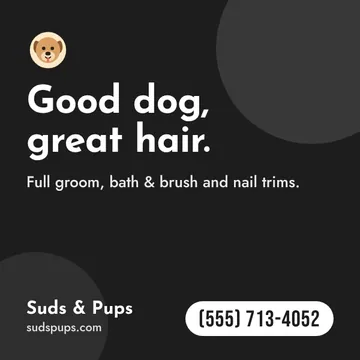 Good dog,
great hair.
Full groom, bath & brush and nail trims.
Suds & Pups
sudspups.com
(555) 713-4052